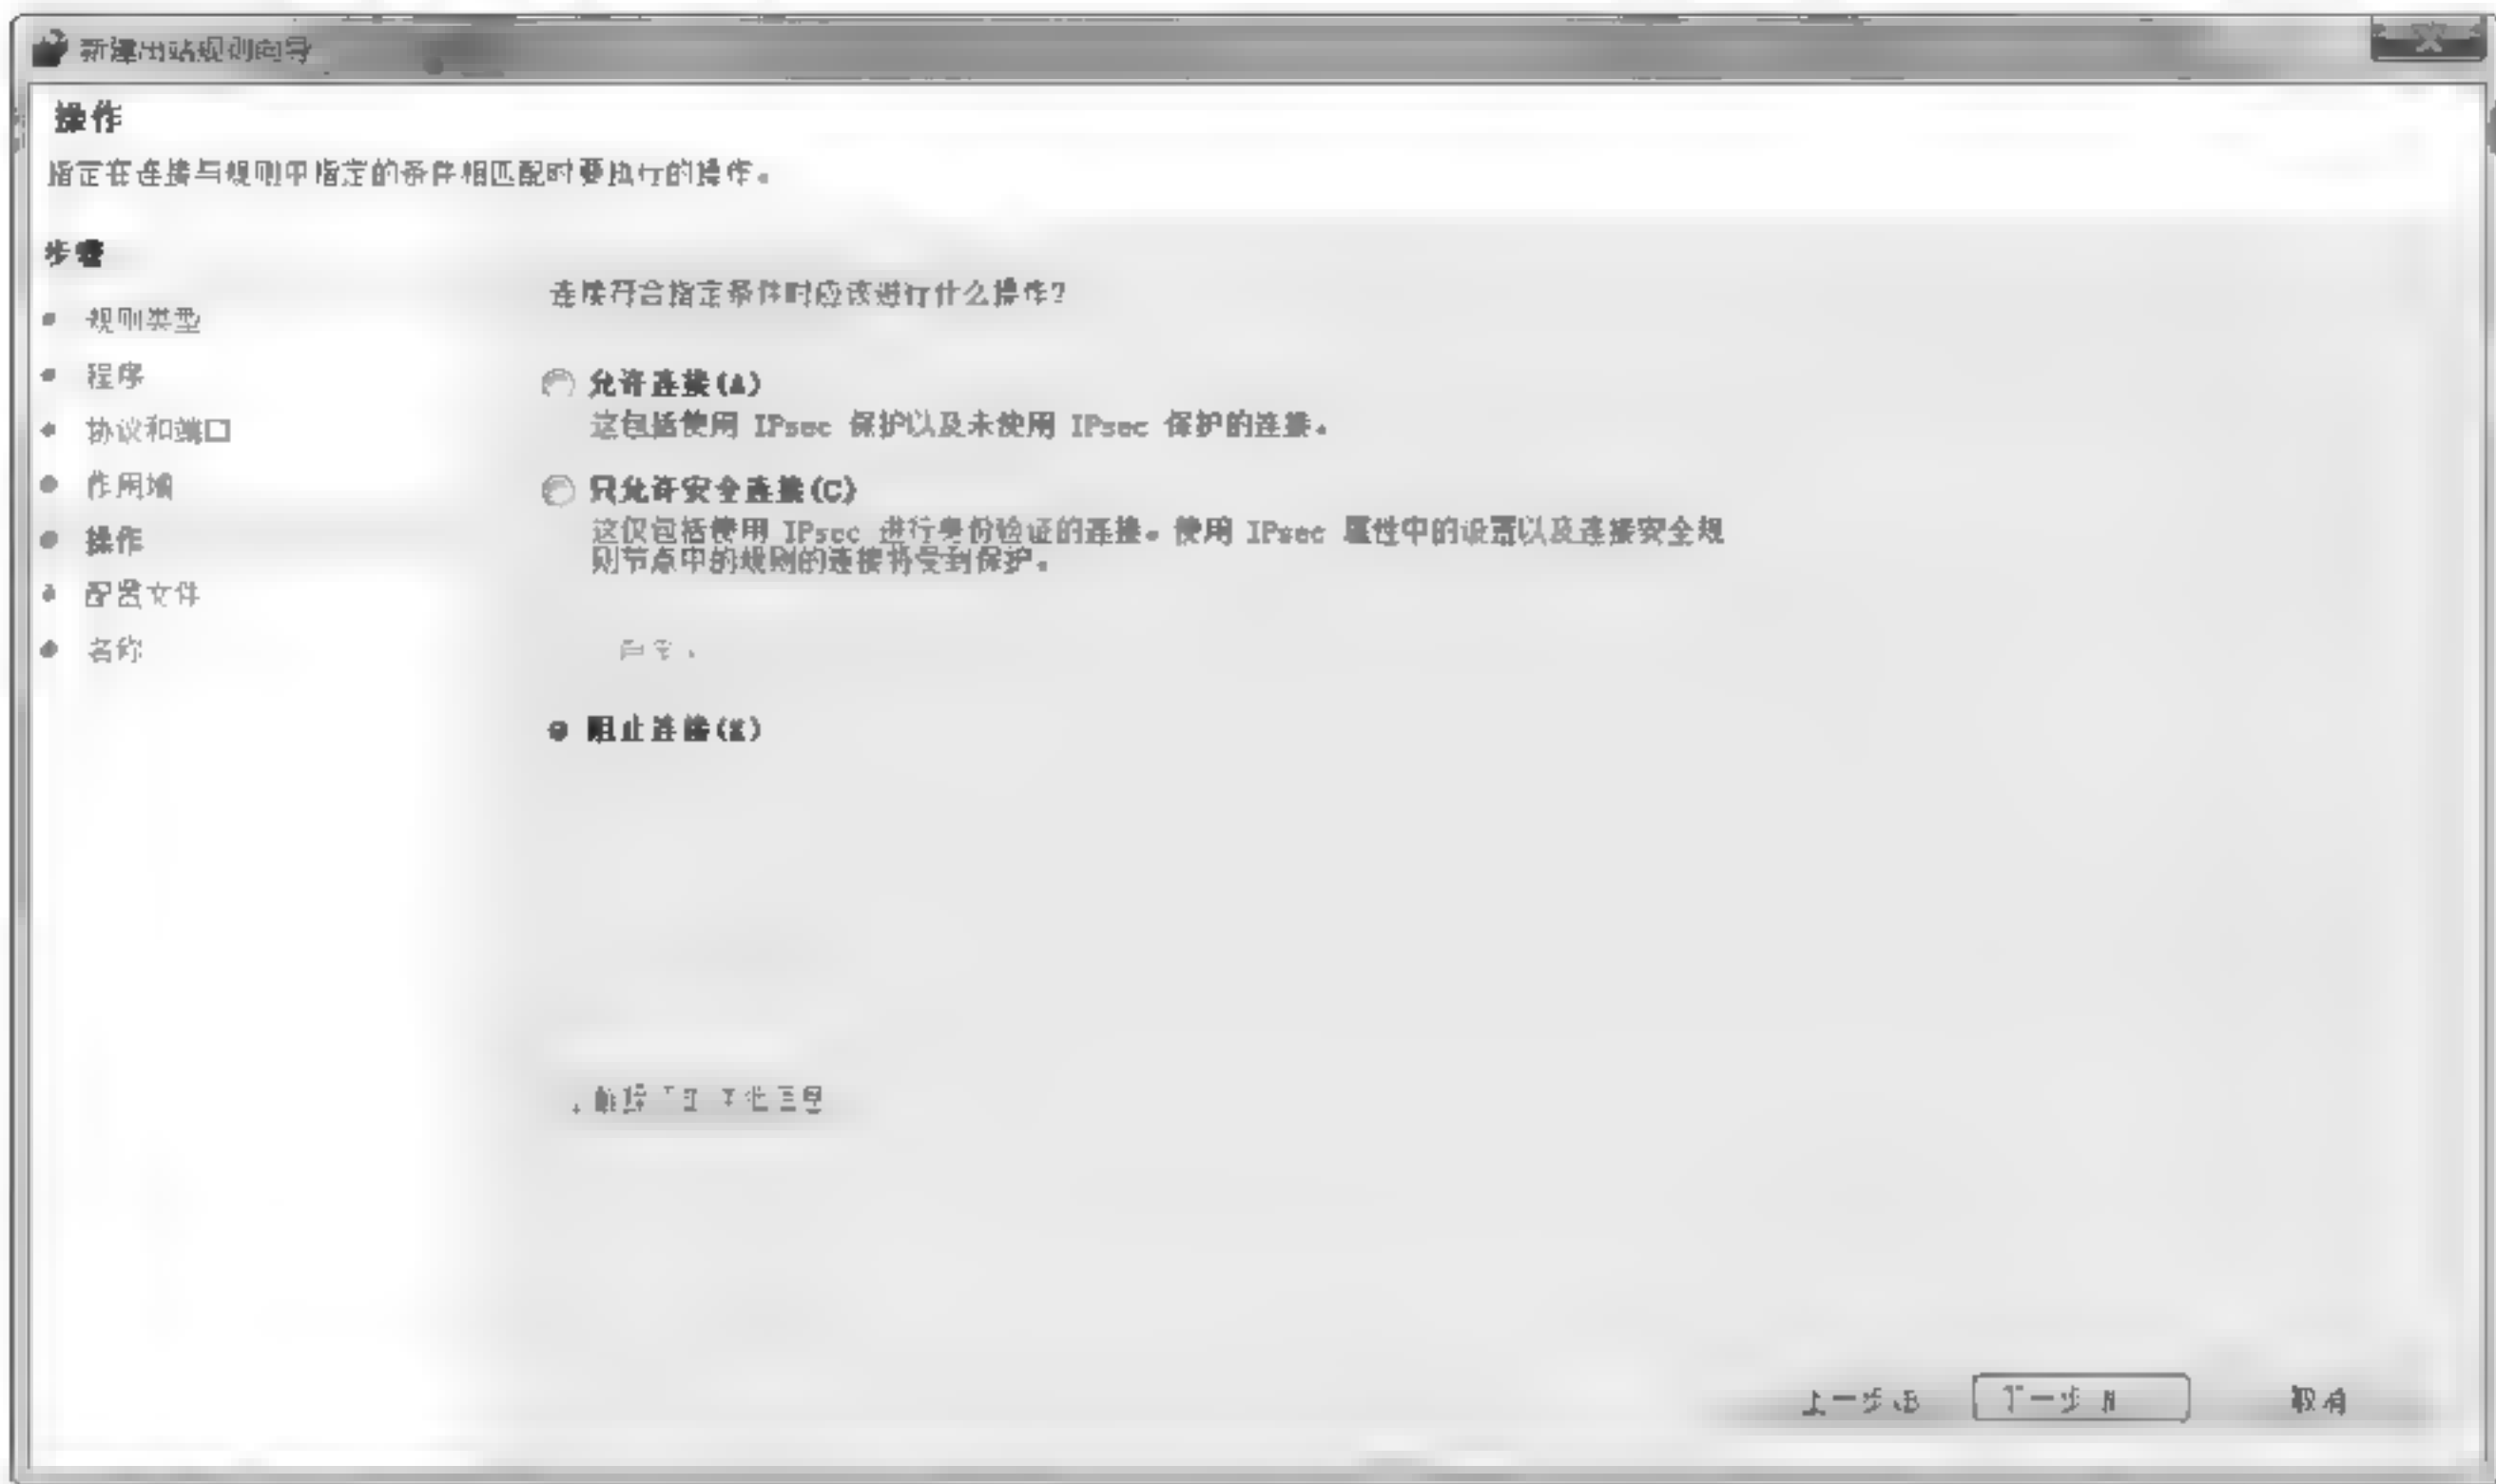 新建出站规则向导
操作
指定在连接与规则中指定的条件相匹配时要执行的操作。
步骤
规则类型
程序
协议和端口
作用域
操作
配置文件
名称
连接符合指定条件时应该进行什么操作?
允许连接(A)
这包括使用 IPsec 保护以及未使用 IPsec 保护的连接。
只允许安全连接(C)
这仅包括使用 IPsec 进行身份验证的连接。使用 IPsec 属性中的设置以及连接安全规
则节点中的规则的连接将受到保护。
阻止连接(K)
上一步
下一步
取消